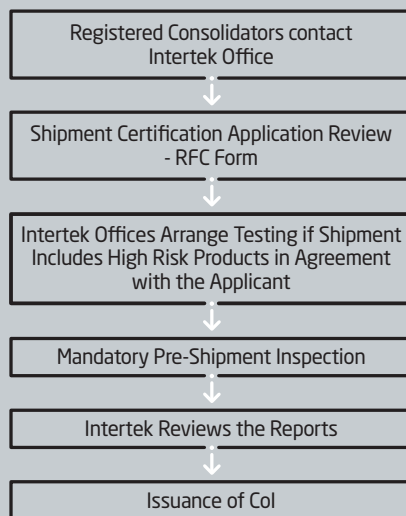 Registered Consolidators contact
Intertek Office
Shipment Certification Application Review
- RFC Form
Intertek Offices Arrange Testing if Shipment
Includes High Risk Products in Agreement
with the Applicant
Mandatory Pre-Shipment Inspection
Intertek Reviews the Reports
Issuance of CoI